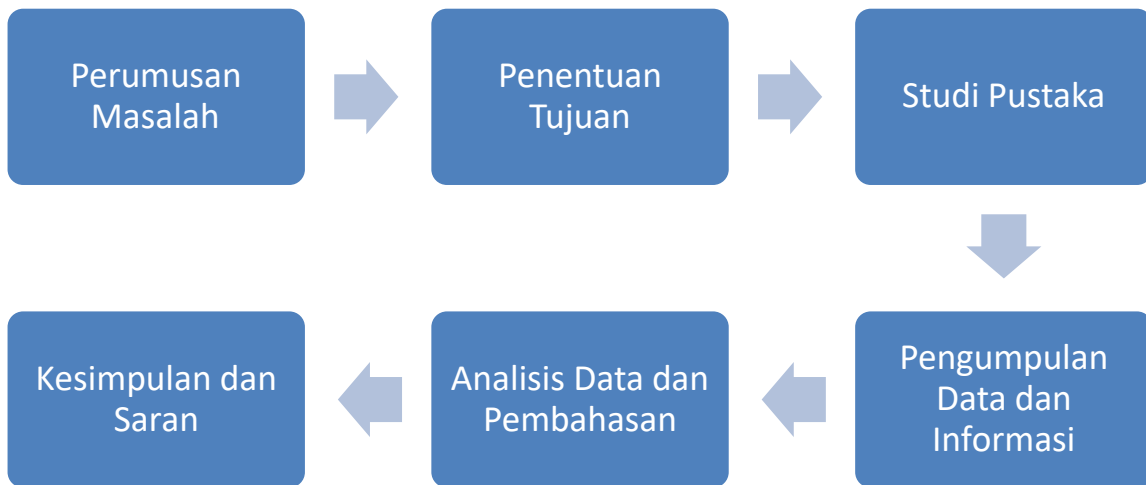 Perumusan
Masalah
Penentuan
Tujuan
Studi Pustaka
Pengumpulan
Data dan
Informasi
Analisis Data dan
Pembahasan
Kesimpulan dan
Saran